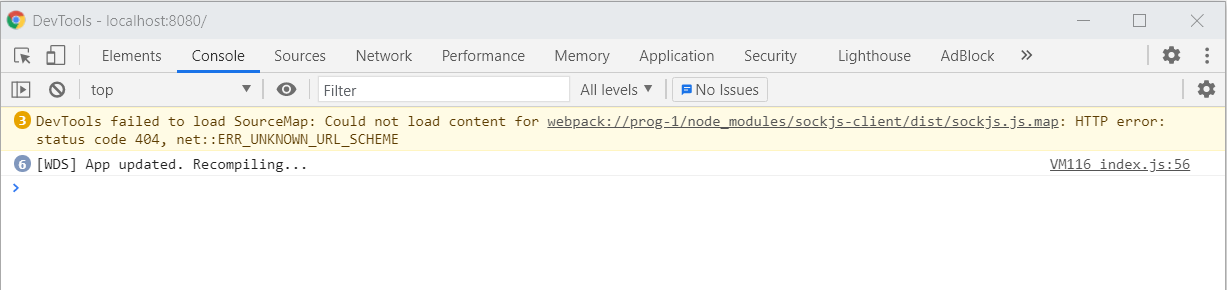 DevTools - localhost:8080/
Elements Console Sources Network Performance Memory Application Security Lighthouse AdBlock »
top ▼ Filter All levels ▼ No Issues
3 DevTools failed to load SourceMap: Could not load content for webpack://prog-1/node_modules/sockjs-client/dist/sockjs.js.map: HTTP error:
status code 404, net::ERR_UNKNOWN_URL_SCHEME
6 [WDS] App updated. Recompiling... VM116 index.js:56
›